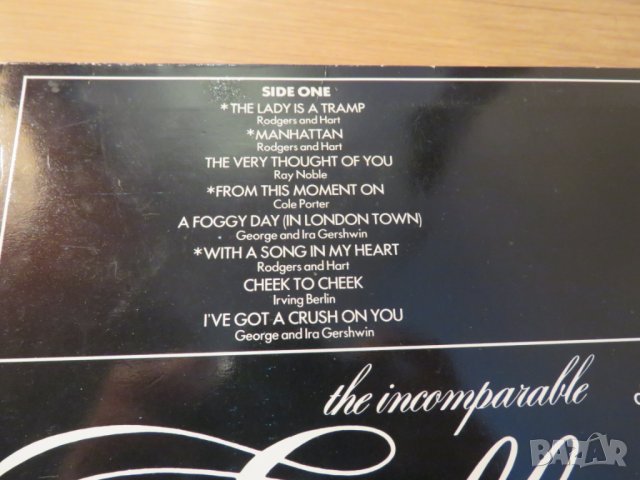 SIDE ONE
*THE LADY IS A TRAMP
Rodgers and Hart
*MANHATTAN
Rodgers and Hart
THE VERY THOUGHT OF YOU
Ray Noble
*FROM THIS MOMENT ON
Cole Porter
A FOGGY DAY (IN LONDON TOWN)
George and Ira Gershwin
*WITH A SONG IN MY HEART
Rodgers and Hart
CHEEK TO CHEEK
Irving Berlin
I'VE GOT A CRUSH ON YOU
George and Ira Gershwin
the incomparable
BAZAR